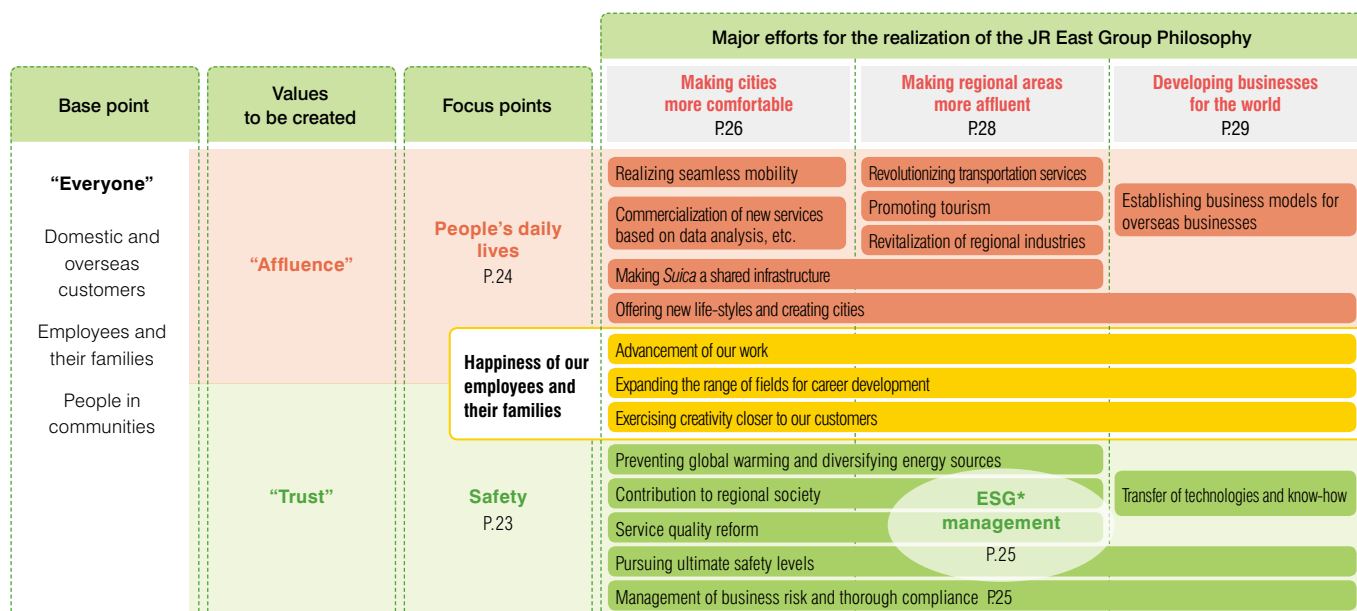 Major efforts for the realization of the JR East Group Philosophy
Base point
Values
to be created
Focus points
Making cities
more comfortable
P.26
Making regional areas
more affluent
P.28
Developing businesses
for the world
P.29
“Everyone”
Domestic and
overseas
customers
Employees and
their families
People in
communities
“Affluence”
People’s daily
lives
P.24
Realizing seamless mobility
Commercialization of new services
based on data analysis, etc.
Revolutionizing transportation services
Promoting tourism
Revitalization of regional industries
Establishing business models for
overseas businesses
Making Suica a shared infrastructure
Offering new life-styles and creating cities
Happiness of our
employees and
their families
Advancement of our work
Expanding the range of fields for career development
Exercising creativity closer to our customers
“Trust”
Safety
P.23
Preventing global warming and diversifying energy sources
Contribution to regional society
Service quality reform
ESG*
management
P.25
Transfer of technologies and know-how
Pursuing ultimate safety levels
Management of business risk and thorough compliance P.25